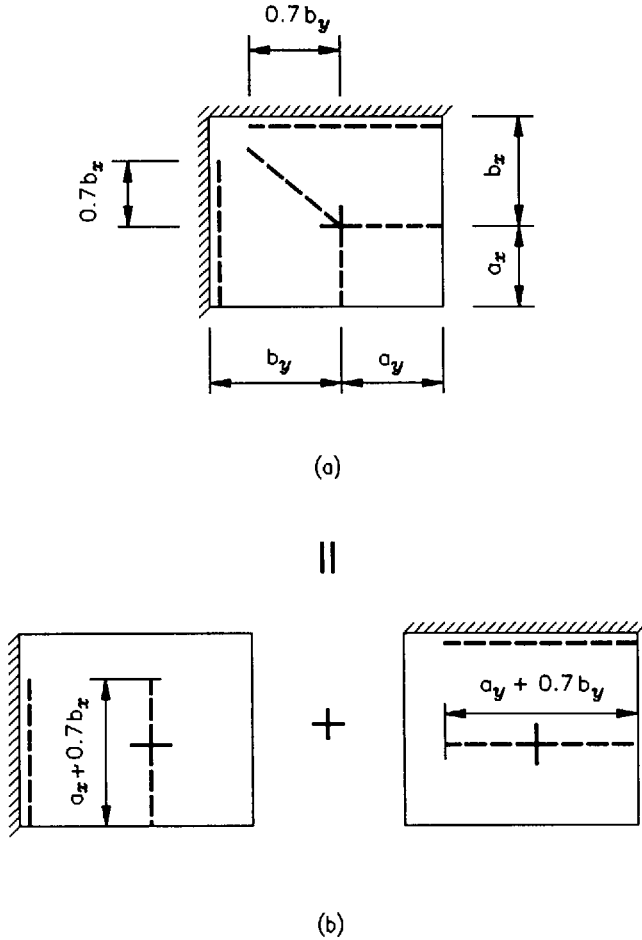 0.7b_y
0.7b_x
b_x
a_x
b_y
a_y
(a)
=
a_x+0.7b_x
+
a_y + 0.7b_y
(b)